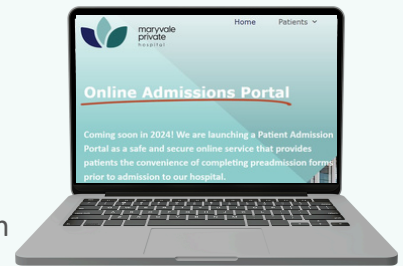 maryvale
private
hospital
Home Patients
Online Admissions Portal
Coming soon in 2024! We are launching a Patient Admission
Portal as a safe and secure online service that provides
patients the convenience of completing preadmission forms
prior to admission to our hospital.
n